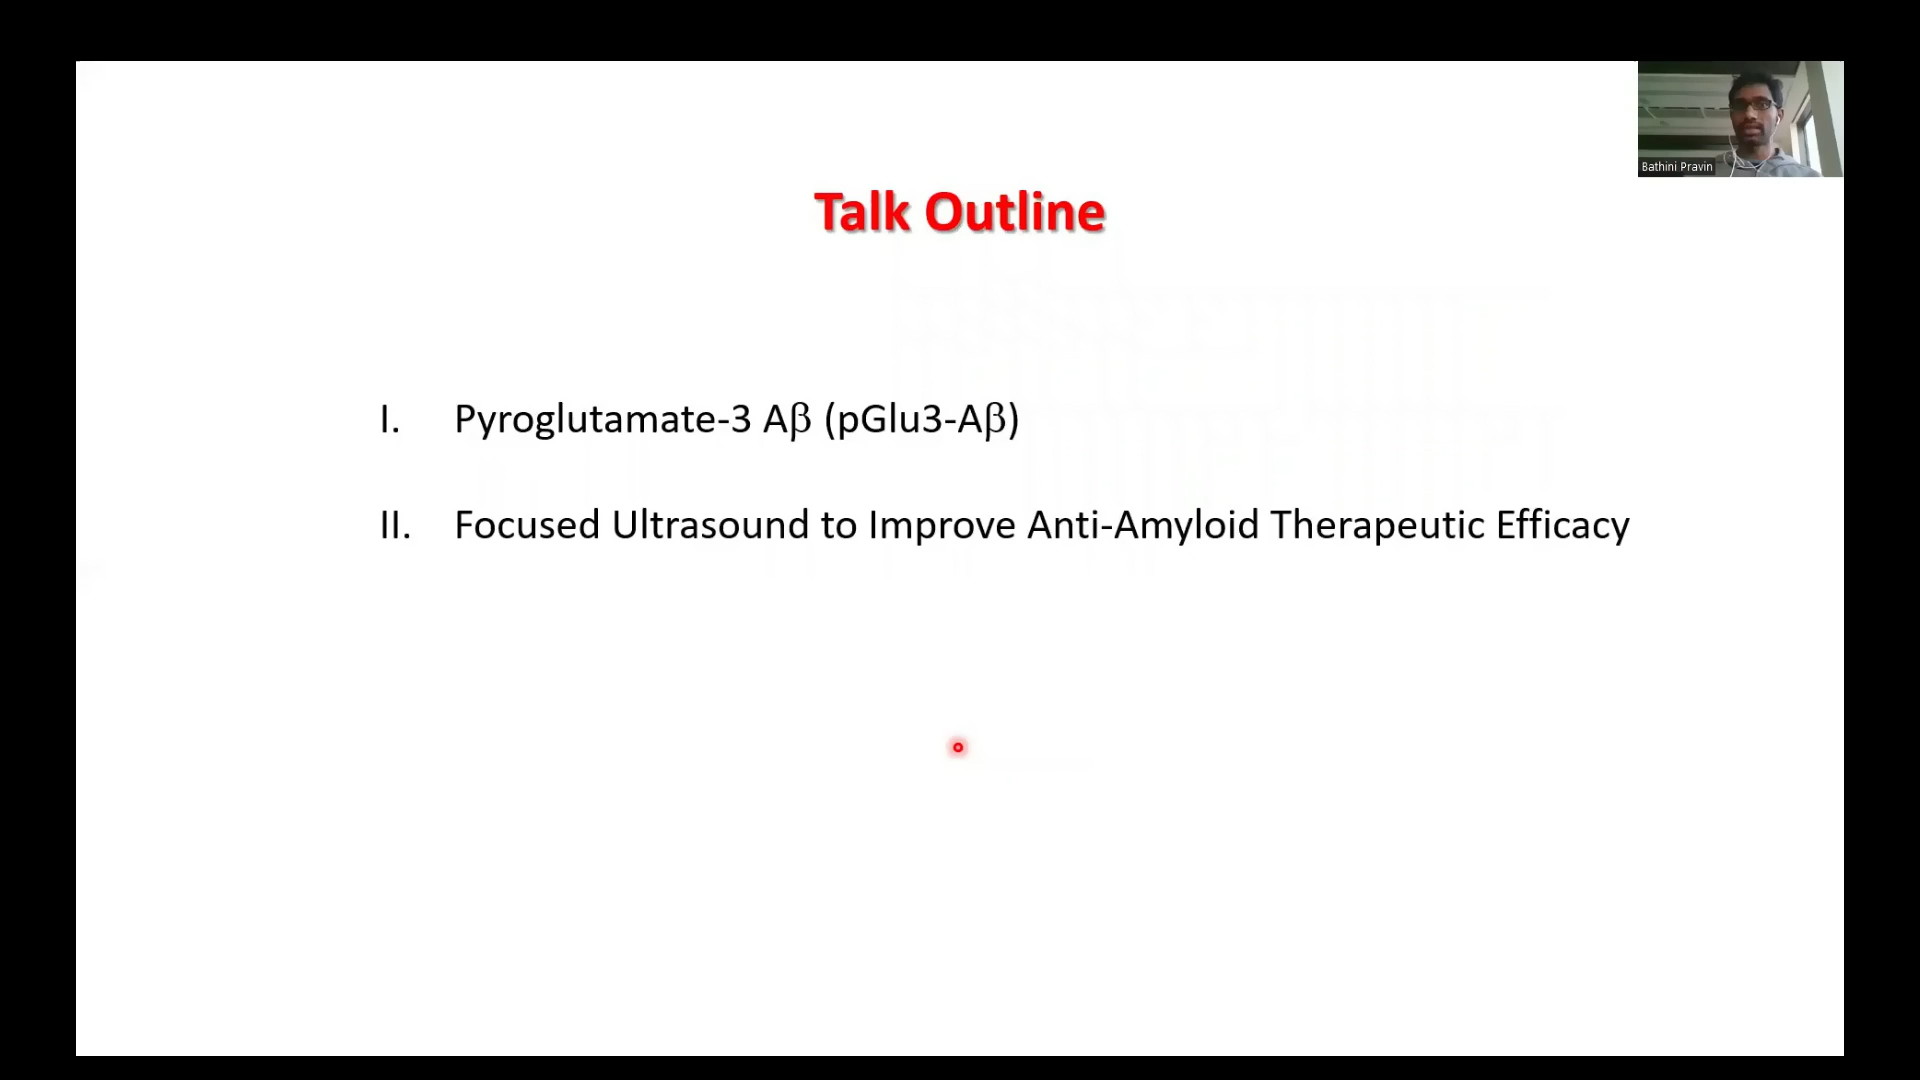 Bathini Pravin
Talk Outline
I. Pyroglutamate-3 Aβ (pGlu3-Aβ)
II. Focused Ultrasound to Improve Anti-Amyloid Therapeutic Efficacy